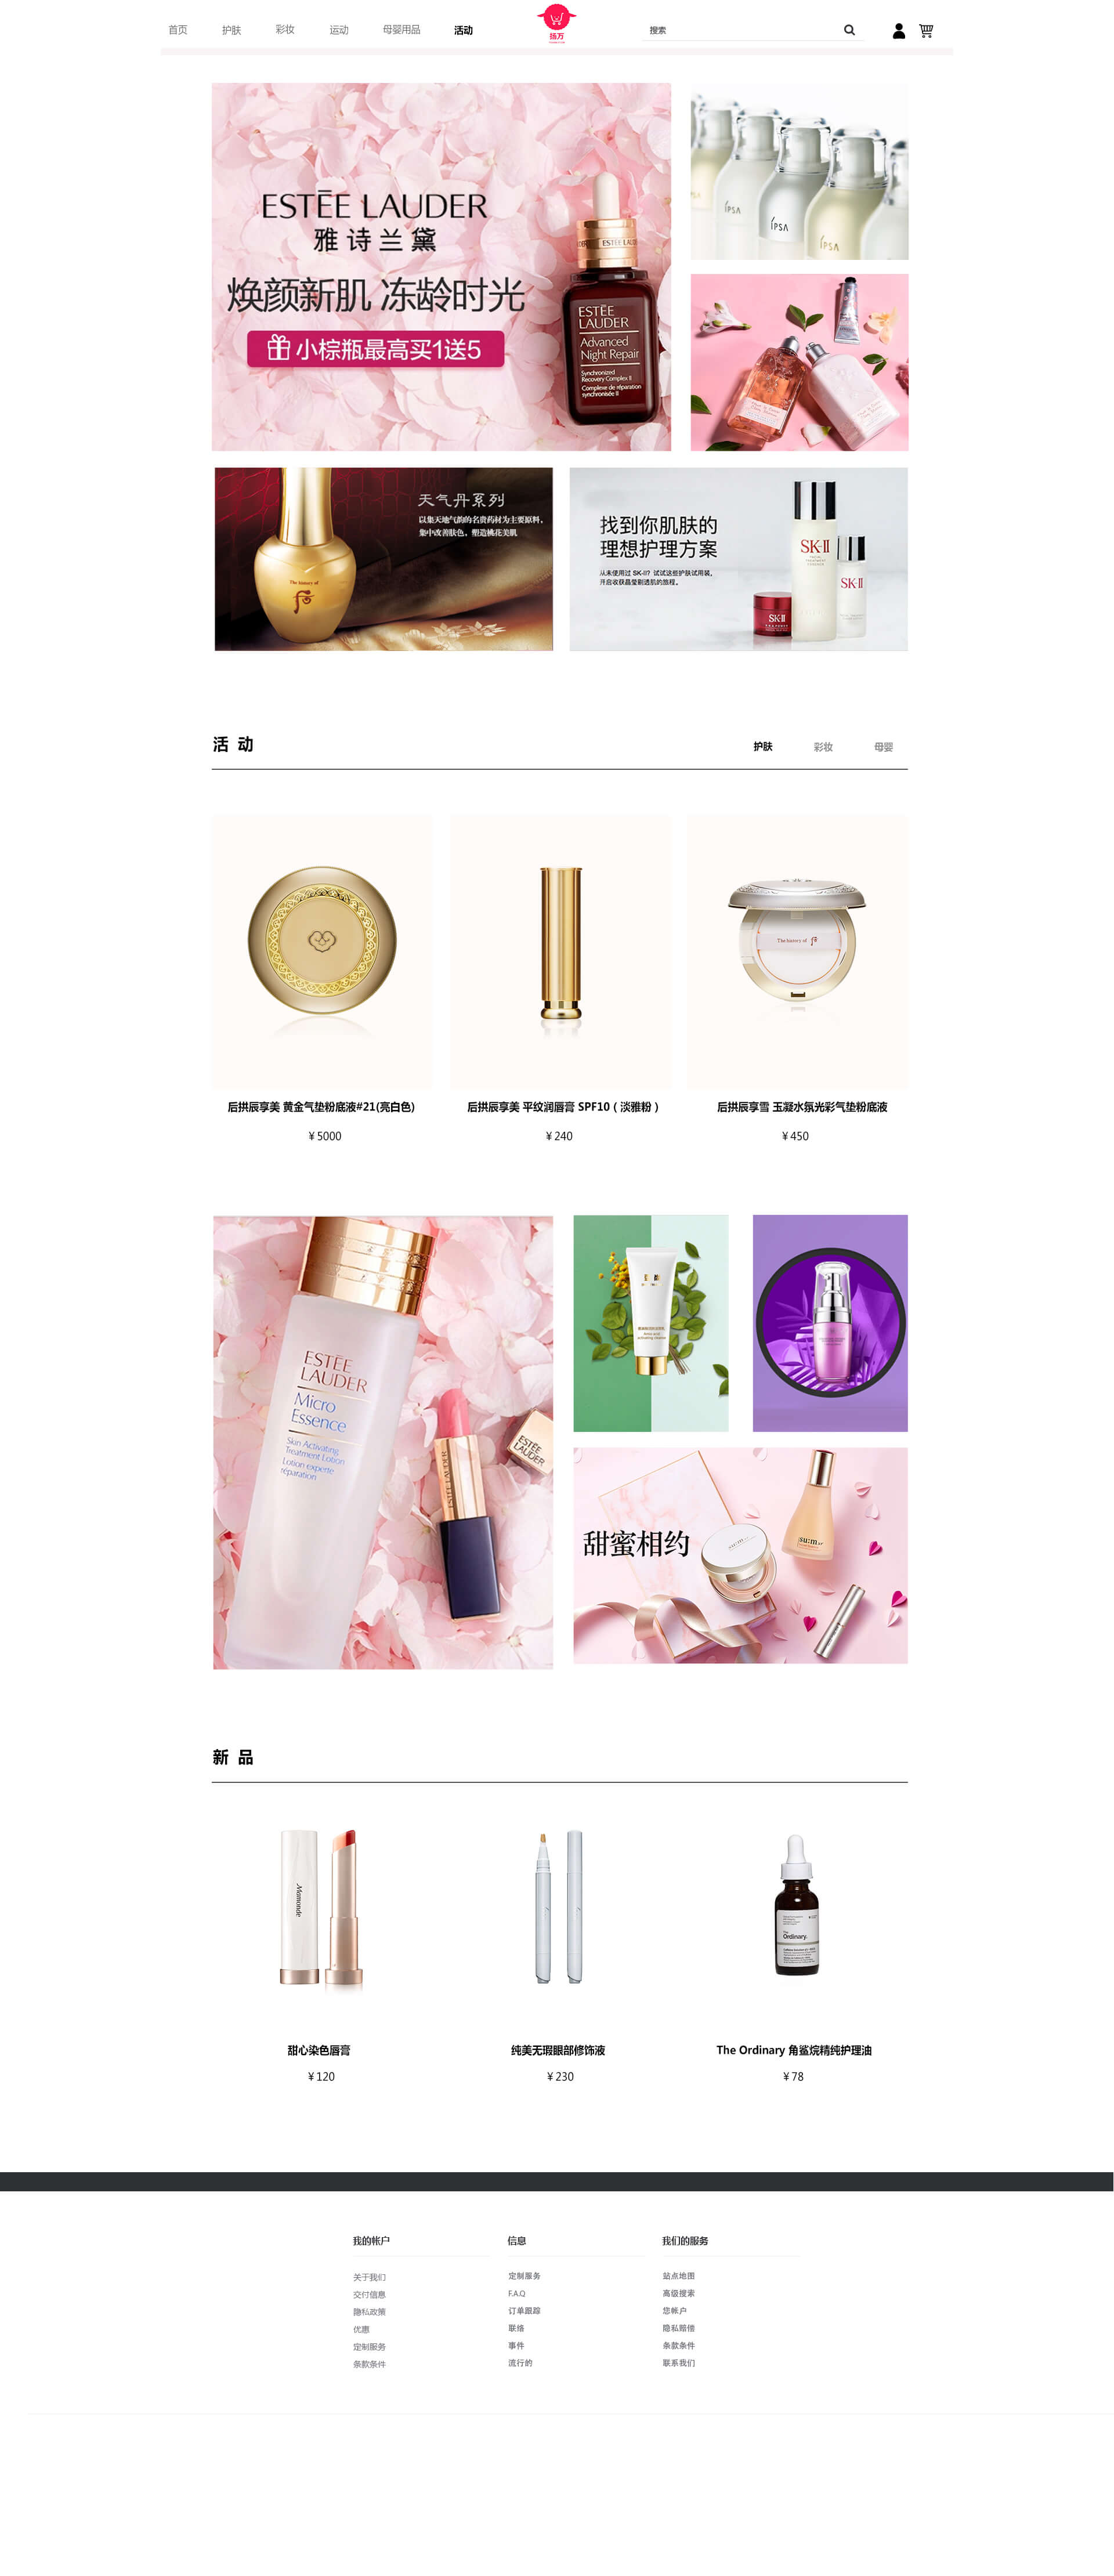 首页
护肤
彩妆
运动
母婴用品
活动
扬万
搜索
ESTĒE LAUDER
雅诗兰黛
焕颜新肌 冻龄时光
小棕瓶最高买1送5
ESTĒE
LAUDER
Advanced
Night Repair
Synchronized
Recovery Complex II
Complexe de réparation
synchronisée II
IPSA
IPSA
天气丹系列
以集天地气韵的名贵药材为主要原料，
集中改善肤色，塑造桃花美肌
The history of
找到你肌肤的
理想护理方案
从未使用过 SK-II？试试这些护肤试用装，
开启收获晶莹剔透肌的旅程。
SK-II
SK-II
SK-II
活 动
护肤
彩妆
母婴
The history of
后拱辰享美 黄金气垫粉底液#21(亮白色)
后拱辰享美 平纹润唇膏 SPF10（ 淡雅粉 ）
后拱辰享雪 玉凝水氛光彩气垫粉底液
¥ 5000
¥ 240
¥ 450
ESTĒE
LAUDER
Micro
Essence
Skin Activating
Treatment Lotion
Lotion experte
réparation
ESTĒE LAUDER
ESTĒE
LAUDER
甜蜜相约
su:m
su:m
新 品
Mamonde
The
Ordinary.
甜心染色唇膏
纯美无瑕眼部修饰液
The Ordinary 角鲨烷精纯护理油
¥ 120
¥ 230
¥ 78
我的帐户
关于我们
交付信息
隐私政策
优惠
定制服务
条款条件
信息
定制服务
F.A.Q
订单跟踪
联络
事件
流行的
我们的服务
站点地图
高级搜索
您帐户
隐私赔偿
条款条件
联系我们